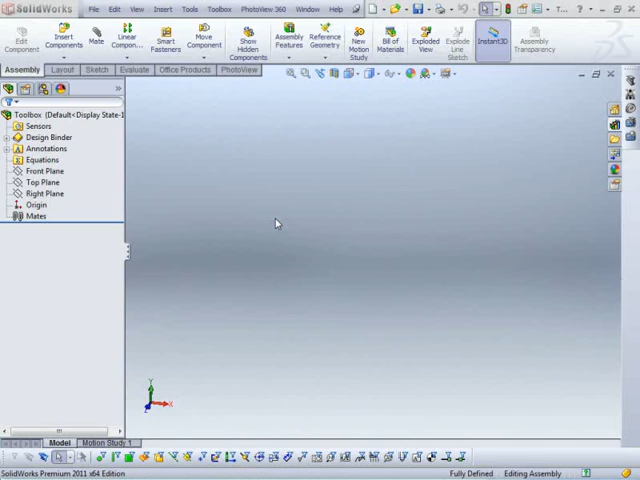 SolidWorks File Edit View Insert Tools Toolbox PhotoView 360 Window Help
Edit Component
Insert Components
Mate
Linear Compon...
Smart Fasteners
Move Component
Show Hidden Components
Assembly Features
Reference Geometry
New Motion Study
Bill of Materials
Exploded View
Explode Line Sketch
Instant3D
Assembly Transparency
Assembly Layout Sketch Evaluate Office Products PhotoView
Toolbox (Default<Display State-1
Sensors
Design Binder
Annotations
Equations
Front Plane
Top Plane
Right Plane
Origin
Mates
Y
X
Z
Model Motion Study 1
SolidWorks Premium 2011 x64 Edition Fully Defined Editing Assembly